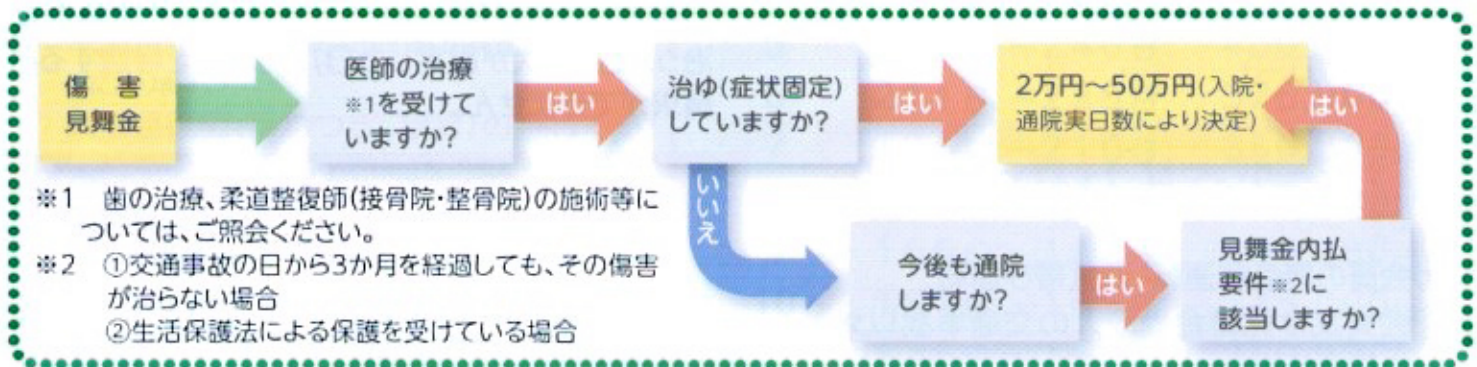 傷　害
見舞金
医師の治療
※1を受けて
いますか?
はい
治ゆ(症状固定)
していますか?
はい
2万円～50万円(入院・
通院実日数により決定)
はい
いいえ
今後も通院
しますか?
はい
見舞金内払
要件※2に
該当しますか?
※1　歯の治療、柔道整復師(接骨院・整骨院)の施術等に
ついては、ご照会ください。
※2　①交通事故の日から3か月を経過しても、その傷害
が治らない場合
②生活保護法による保護を受けている場合